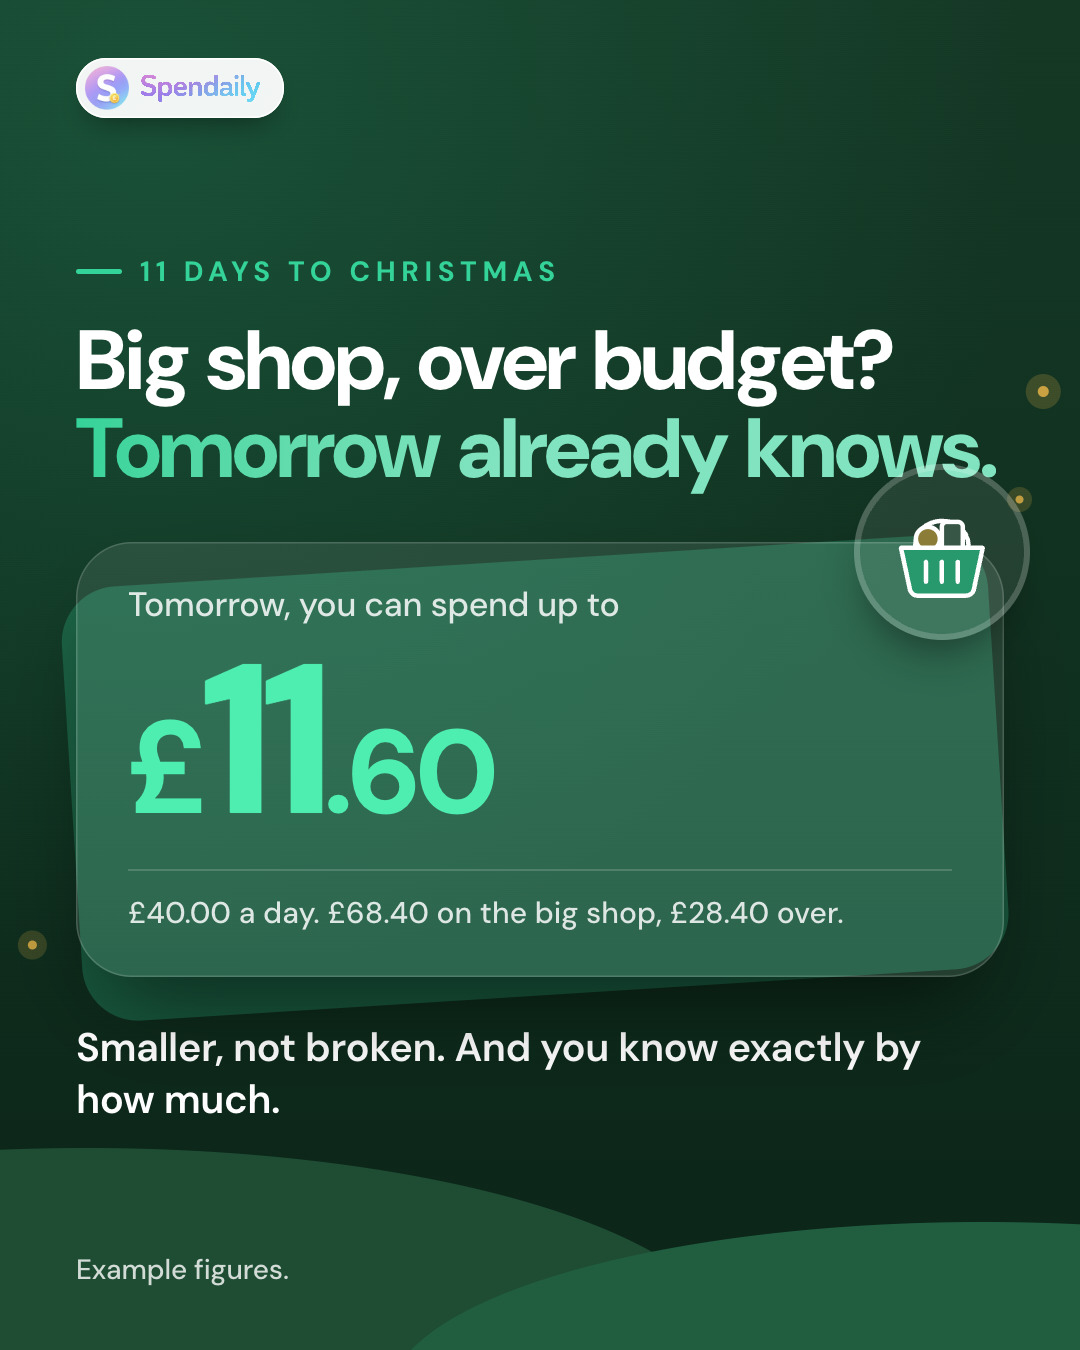 Spendaily
11 DAYS TO CHRISTMAS
Big shop, over budget?
Tomorrow already knows.
Tomorrow, you can spend up to
£11.60
£40.00 a day. £68.40 on the big shop, £28.40 over.
Smaller, not broken. And you know exactly by
how much.
Example figures.